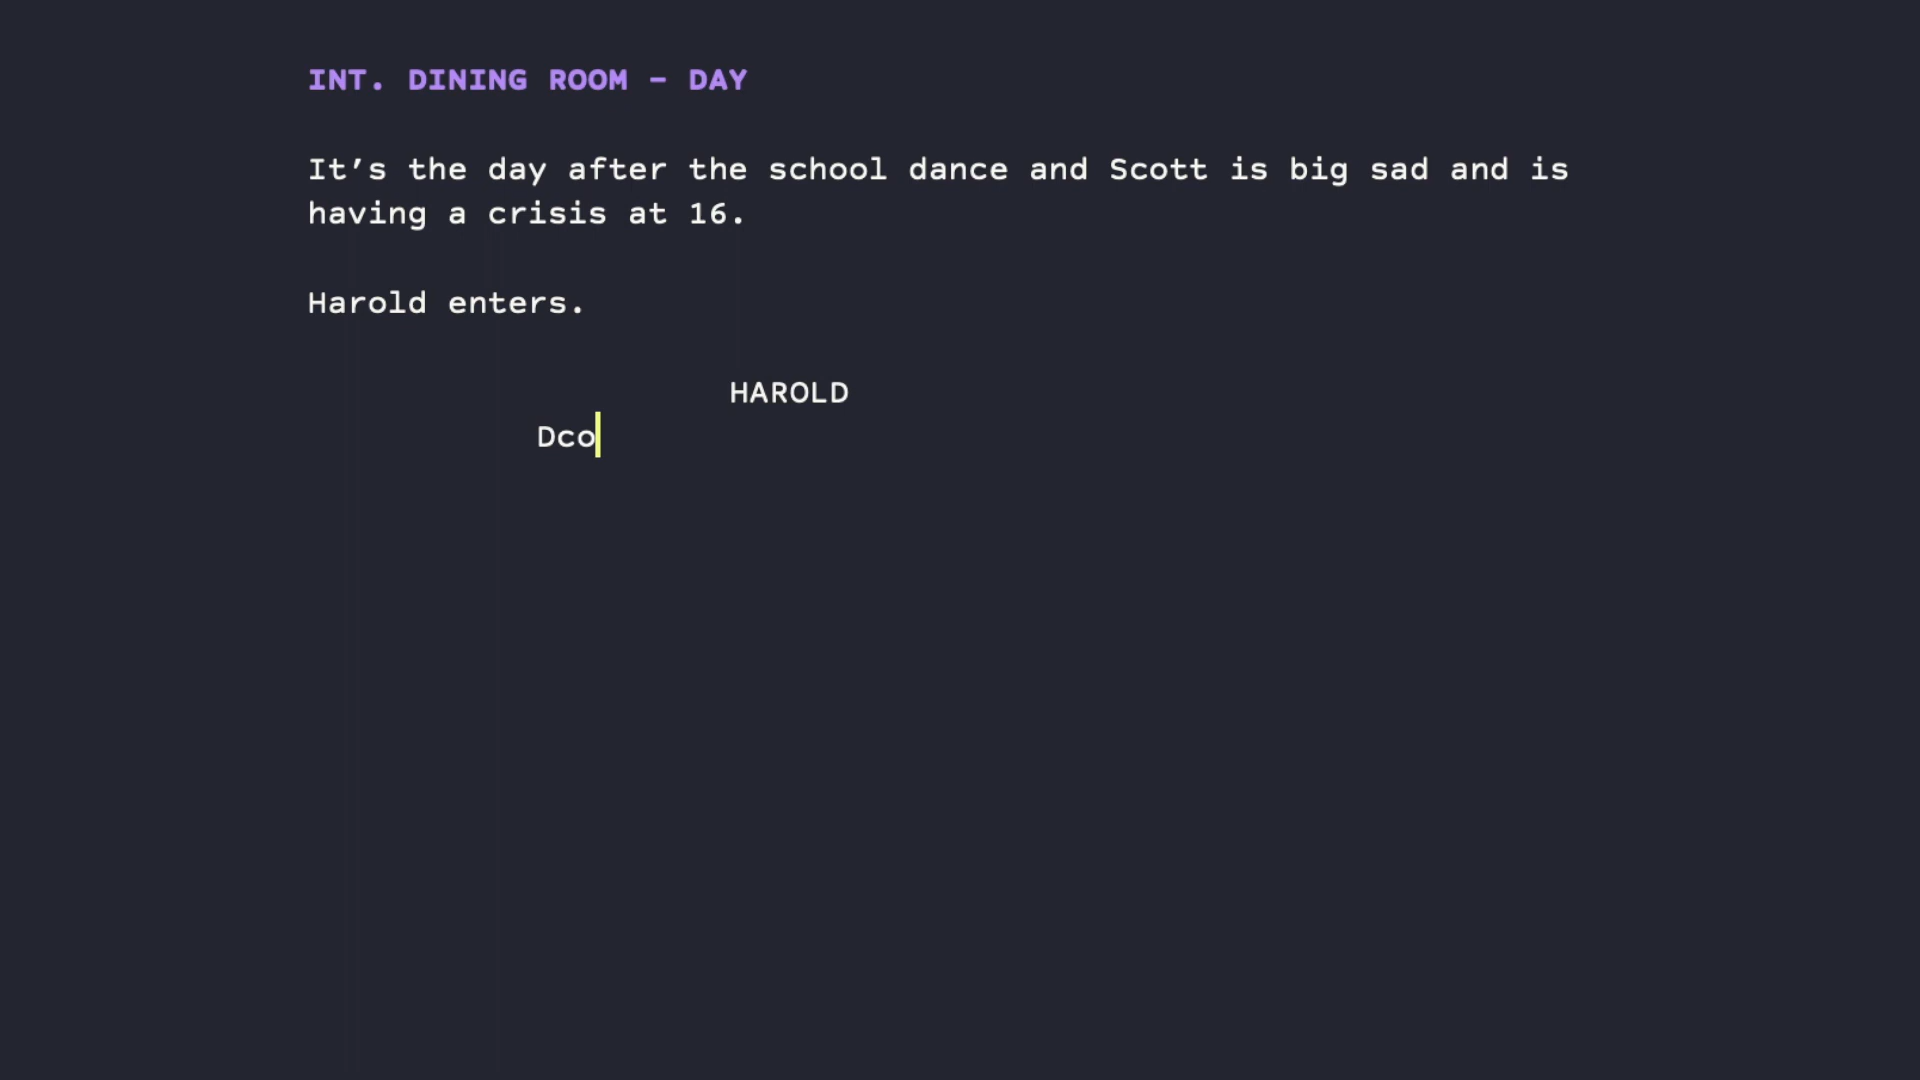 INT. DINING ROOM – DAY
It’s the day after the school dance and Scott is big sad and is
having a crisis at 16.
Harold enters.
HAROLD
Dco